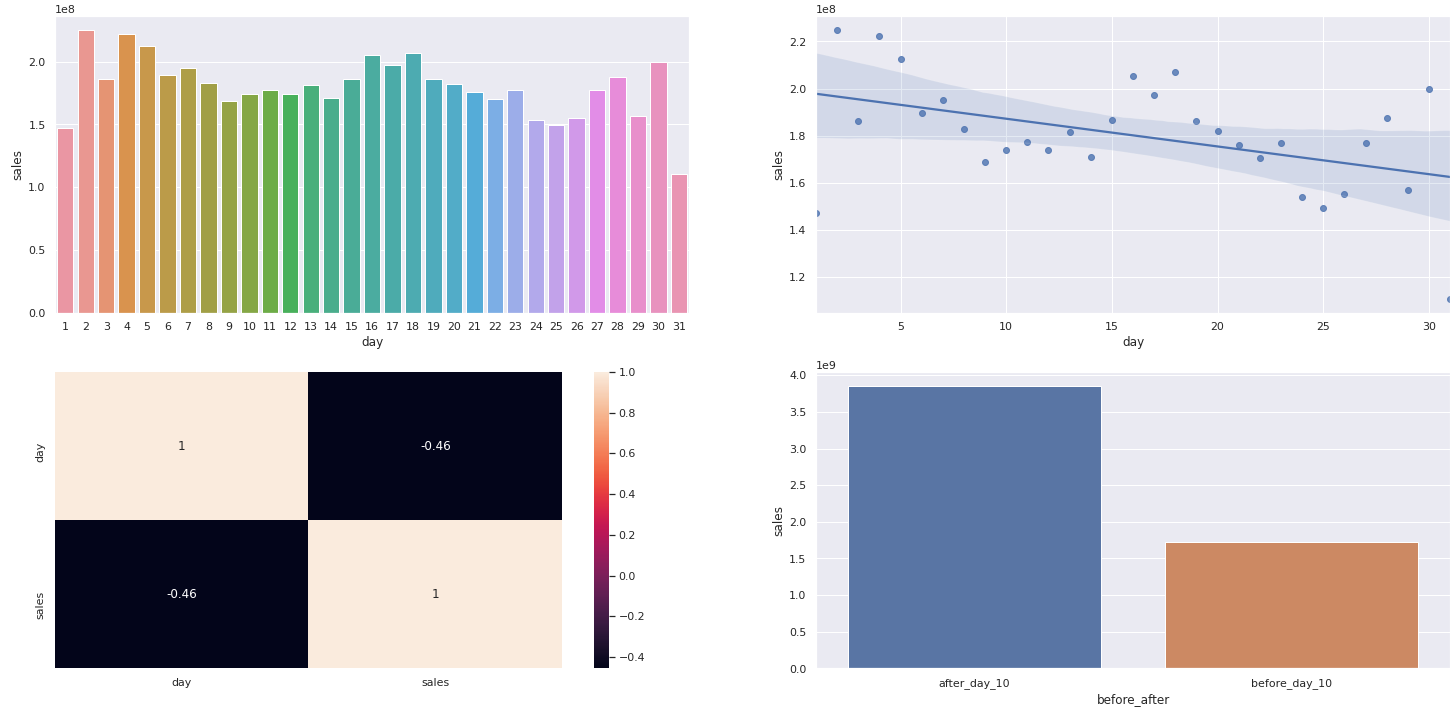 1e8
2.0
1.5
1.0
0.5
0.0
sales
1 2 3 4 5 6 7 8 9 10 11 12 13 14 15 16 17 18 19 20 21 22 23 24 25 26 27 28 29 30 31
day
1e8
2.2
2.0
1.8
1.6
1.4
1.2
sales
5 10 15 20 25 30
day
day
sales
1 -0.46
-0.46 1
day sales
1.0
0.8
0.6
0.4
0.2
0.0
−0.2
−0.4
1e9
4.0
3.5
3.0
2.5
2.0
1.5
1.0
0.5
0.0
sales
after_day_10 before_day_10
before_after